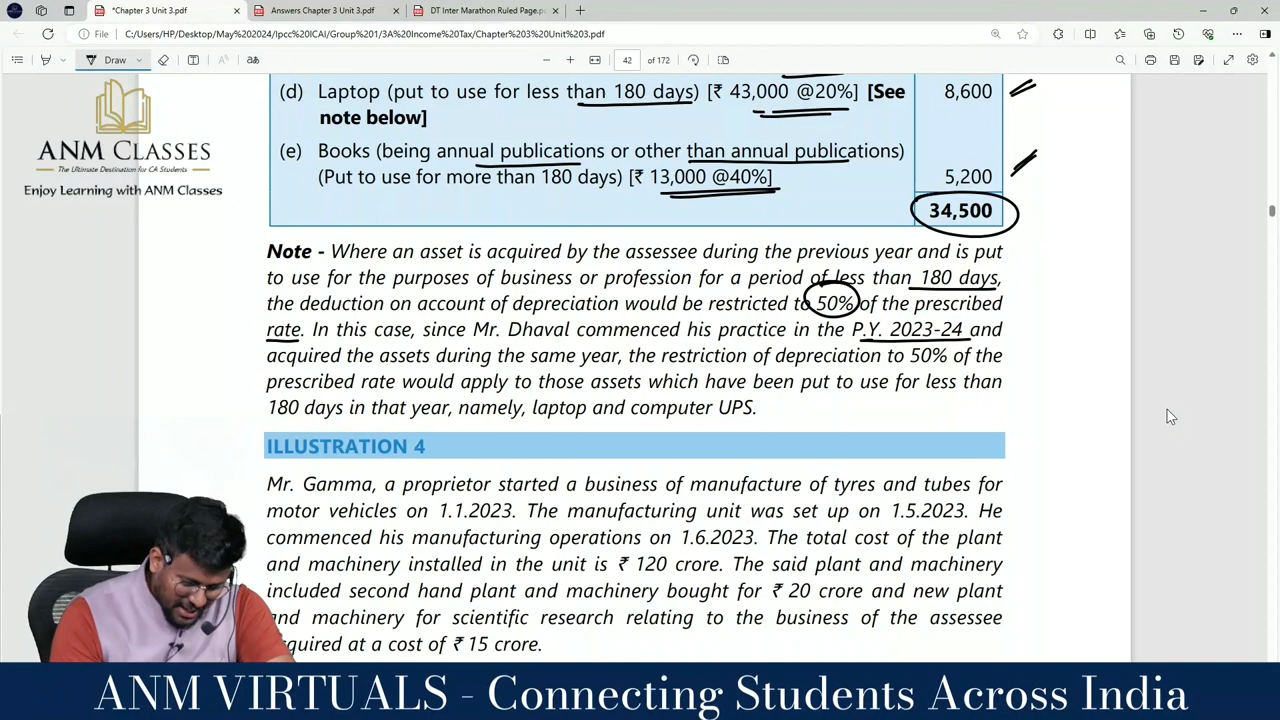 *Chapter 3 Unit 3.pdf
Answers Chapter 3 Unit 3.pdf
DT Inter Marathon Ruled Page.p
File
C:/Users/HP/Desktop/May%202024/Ipcc%20ICAI/Group%201/3A%20Income%20Tax/Chapter%203%20Unit%203.pdf
Draw
42 of 172
(d) Laptop (put to use for less than 180 days) [₹ 43,000 @20%] [See 8,600
note below]
(e) Books (being annual publications or other than annual publications)
(Put to use for more than 180 days) [₹ 13,000 @40%] 5,200
34,500
ANM CLASSES
The Ultimate Destination for CA Students
Enjoy Learning with ANM Classes
Note - Where an asset is acquired by the assessee during the previous year and is put
to use for the purposes of business or profession for a period of less than 180 days,
the deduction on account of depreciation would be restricted to 50% of the prescribed
rate. In this case, since Mr. Dhaval commenced his practice in the P.Y. 2023-24 and
acquired the assets during the same year, the restriction of depreciation to 50% of the
prescribed rate would apply to those assets which have been put to use for less than
180 days in that year, namely, laptop and computer UPS.
ILLUSTRATION 4
Mr. Gamma, a proprietor started a business of manufacture of tyres and tubes for
motor vehicles on 1.1.2023. The manufacturing unit was set up on 1.5.2023. He
commenced his manufacturing operations on 1.6.2023. The total cost of the plant
and machinery installed in the unit is ₹ 120 crore. The said plant and machinery
included second hand plant and machinery bought for ₹ 20 crore and new plant
and machinery for scientific research relating to the business of the assessee
acquired at a cost of ₹ 15 crore.
ANM VIRTUALS - Connecting Students Across India